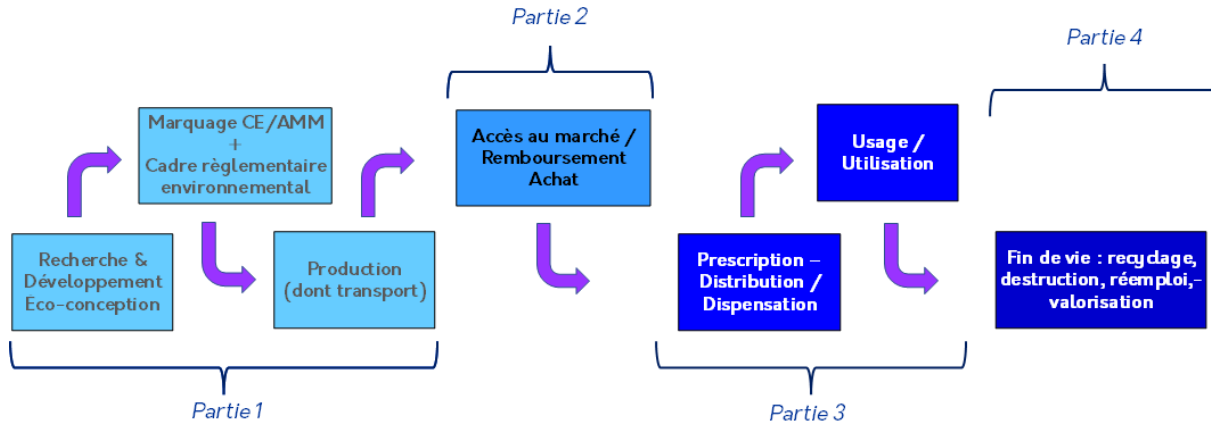 Partie 2
Partie 4
Marquage CE/AMM
+
Cadre règlementaire
environnemental
Accès au marché /
Remboursement
Achat
Usage /
Utilisation
Recherche &
Développement
Eco-conception
Production
(dont transport)
Prescription –
Distribution /
Dispensation
Fin de vie : recyclage,
destruction, réemploi,-
valorisation
Partie 1
Partie 3